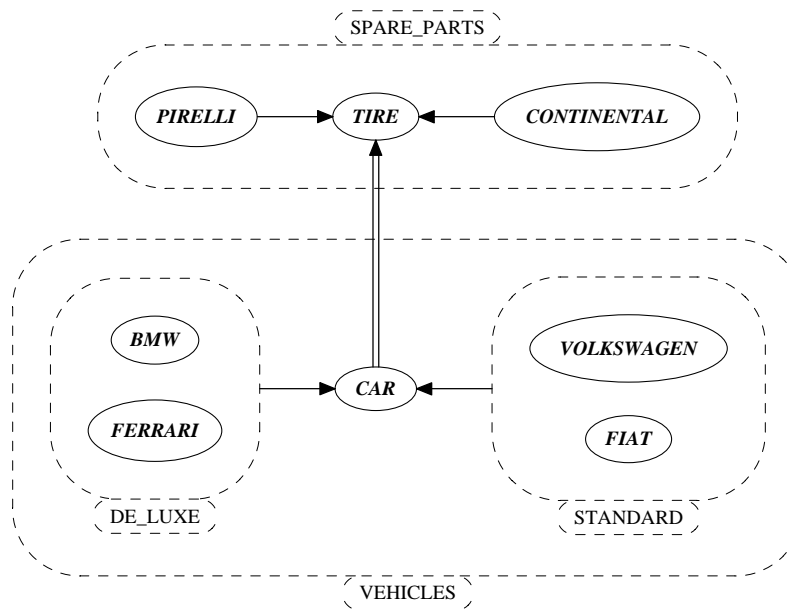 SPARE_PARTS
PIRELLI
TIRE
CONTINENTAL
BMW
VOLKSWAGEN
CAR
FERRARI
FIAT
DE_LUXE
STANDARD
VEHICLES